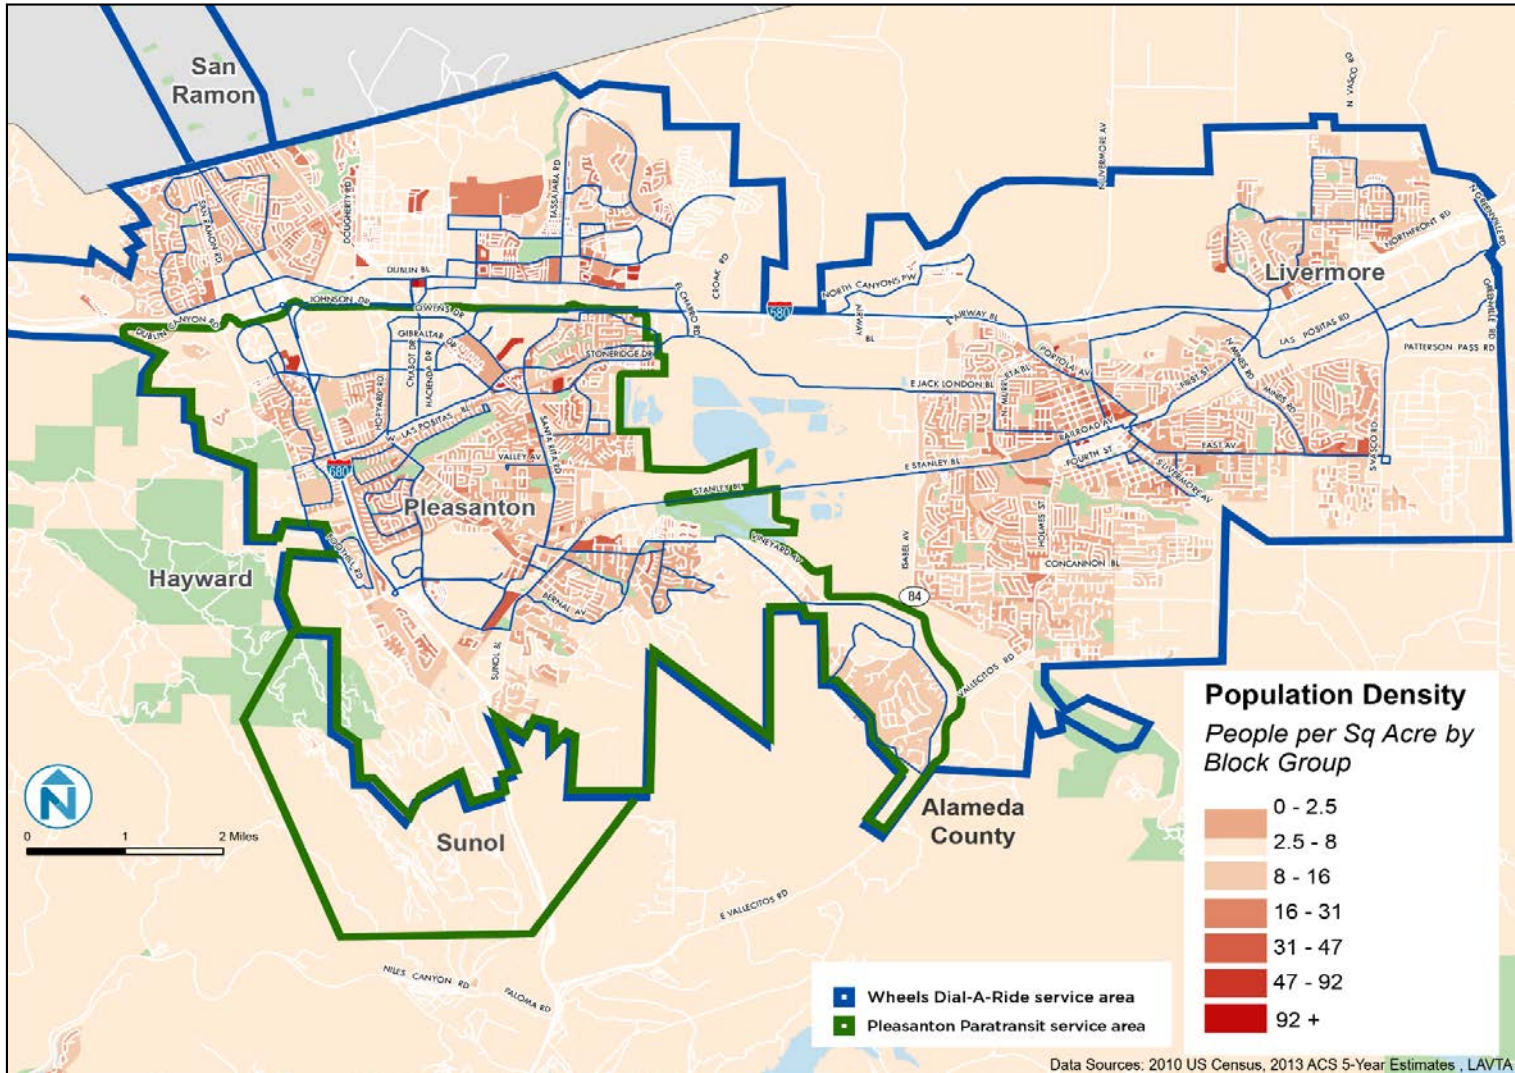 San
Ramon
N VASCO RD
N LIVERMORE AV
TASSAJARA RD
DOUGHERTY RD
SAN RAMON RD
N GREENVILLE RD
NORTHFRONT RD
Livermore
DUBLIN BL
CROAK RD
EL CHARRO RD
NORTH CANYONS PW
AIRWAY
BL
580
E AIRWAY BL
GREENVILLE RD
LAS POSITAS RD
PATTERSON PASS RD
JOHNSON DR
OWENS DR
DUBLIN CANYON RD
GIBRALTAR DR
STONERIDGE DR
CHABOT DR
HACIENDA DR
HOPYARD RD
PORTOLA AV
N MURRIETA BL
E JACK LONDON BL
FIRST ST
N MINES RD
MINES RD
LAS POSITAS BL
SANTA RITA RD
VALLEY AV
680
RAILROAD AV
FOURTH ST
EAST AV
S VASCO RD
E STANLEY BL
STANLEY BL
S LIVERMORE AV
Pleasanton
HOLMES ST
ISABEL AV
VINEYARD AV
FOOTHILL RD
Hayward
CONCANNON BL
BERNAL AV
84
SUNOL BL
VALLECITOS RD
Population Density
People per Sq Acre by
Block Group
0 - 2.5
2.5 - 8
8 - 16
16 - 31
31 - 47
47 - 92
92 +
N
0 1 2 Miles
Sunol
Alameda
County
E VALLECITOS RD
NILES CANYON RD
PALOMA RD
Wheels Dial-A-Ride service area
Pleasanton Paratransit service area
Data Sources: 2010 US Census, 2013 ACS 5-Year Estimates , LAVTA